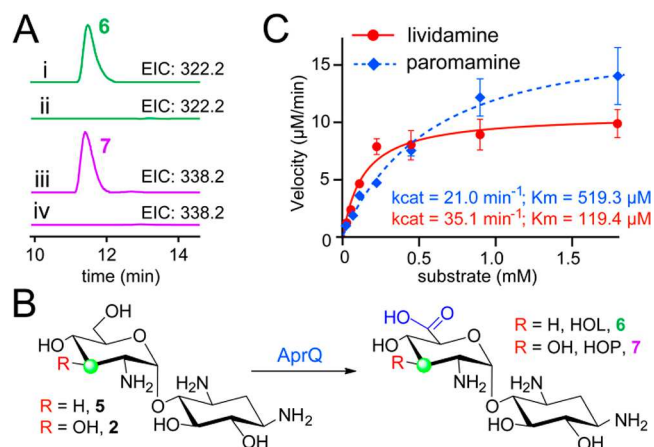 A
6
i
EIC: 322.2
ii
EIC: 322.2
7
iii
EIC: 338.2
iv
EIC: 338.2
10
12
14
time (min)
C
lividamine
paromamine
Velocity (µM/min)
15
10
5
0
kcat = 21.0 min⁻¹; Km = 519.3 µM
kcat = 35.1 min⁻¹; Km = 119.4 µM
0
0.5
1.0
1.5
substrate (mM)
B
OH
HO
O
R
NH₂
O
H₂N
NH₂
HO
OH
R = H, 5
R = OH, 2
AprQ
HO
O
HO
O
R
NH₂
O
H₂N
NH₂
HO
OH
R = H, HOL, 6
R = OH, HOP, 7